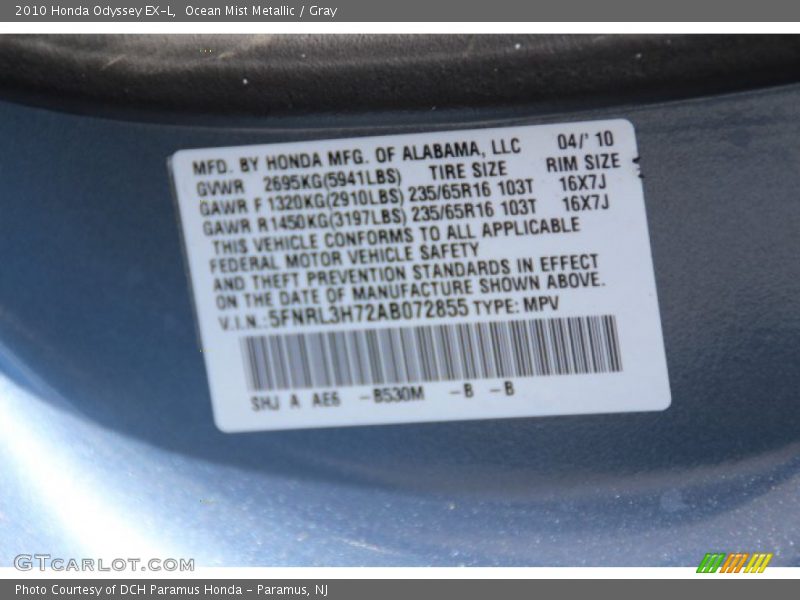 2010 Honda Odyssey EX-L, Ocean Mist Metallic / Gray
MFD. BY HONDA MFG. OF ALABAMA, LLC 04/' 10
GVWR 2695KG(5941LBS) TIRE SIZE RIM SIZE
GAWR F 1320KG(2910LBS) 235/65R16 103T 16X7J
GAWR R 1450KG(3197LBS) 235/65R16 103T 16X7J
THIS VEHICLE CONFORMS TO ALL APPLICABLE
FEDERAL MOTOR VEHICLE SAFETY
AND THEFT PREVENTION STANDARDS IN EFFECT
ON THE DATE OF MANUFACTURE SHOWN ABOVE.
V.I.N.:5FNRL3H72AB072855 TYPE: MPV
SHJ A AE6 -B530M -B -B
GTCARLOT.COM
Photo Courtesy of DCH Paramus Honda - Paramus, NJ